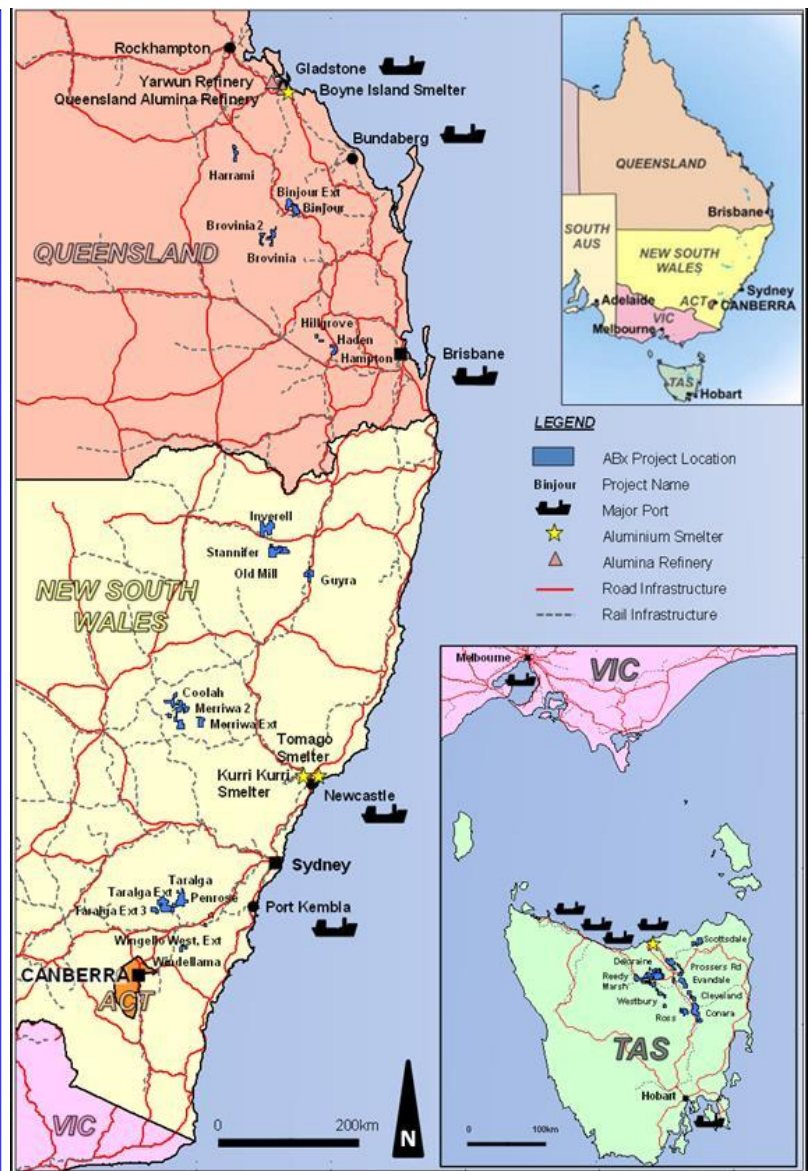 Rockhampton
Gladstone
Yarwun Refinery
Queensland Alumina Refinery
Boyne Island Smelter
Bundaberg
Harrami
Binjour Ext
Binjour
Brovinia 2
Brovinia
QUEENSLAND
Hillgrove
Haden
Hampton
Brisbane
Inverell
Stannifer
Old Mill
Guyra
NEW SOUTH
WALES
Coolah
Merriwa 2
Merriwa Ext
Tomago
Smelter
Kurri Kurri
Smelter
Newcastle
Sydney
Taralga
Taralga Ext
Penrose
Taralga Ext 3
Port Kembla
Wingello West, Ext
Windellama
CANBERRA
ACT
VIC
200km
N
QUEENSLAND
Brisbane
SOUTH
AUS
NEW SOUTH
WALES
Sydney
ACT
CANBERRA
Adelaide
VIC
Melbourne
TAS
Hobart
LEGEND
ABx Project Location
Binjour Project Name
Major Port
Aluminium Smelter
Alumina Refinery
Road Infrastructure
Rail Infrastructure
Melbourne
VIC
Scottsdale
Deloraine
Prossers Rd
Reedy
Marsh
Evandale
Westbury
Cleveland
Ross
Conara
TAS
Hobart
100km